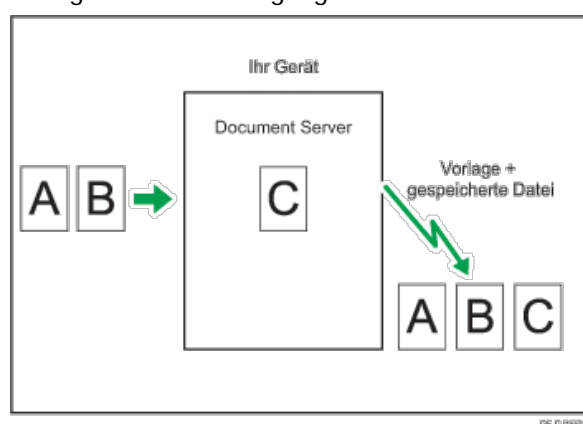 Ihr Gerät
Document Server
A B
C
Vorlage +
gespeicherte Datei
A B C